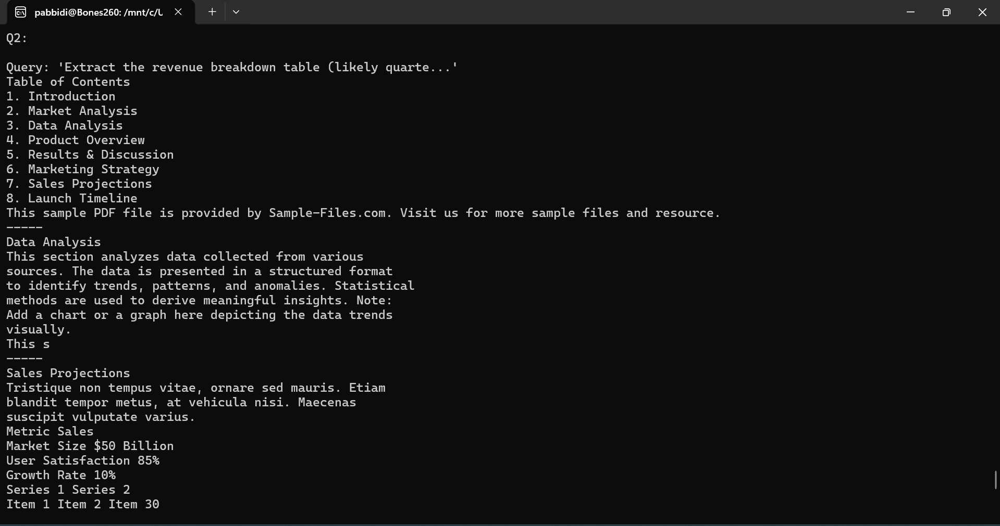 pabbidi@Bones260: /mnt/c/U
Q2:
Query: 'Extract the revenue breakdown table (likely quarte...'
Table of Contents
1. Introduction
2. Market Analysis
3. Data Analysis
4. Product Overview
5. Results & Discussion
6. Marketing Strategy
7. Sales Projections
8. Launch Timeline
This sample PDF file is provided by Sample-Files.com. Visit us for more sample files and resource.
-----
Data Analysis
This section analyzes data collected from various
sources. The data is presented in a structured format
to identify trends, patterns, and anomalies. Statistical
methods are used to derive meaningful insights. Note:
Add a chart or a graph here depicting the data trends
visually.
This s
-----
Sales Projections
Tristique non tempus vitae, ornare sed mauris. Etiam
blandit tempor metus, at vehicula nisi. Maecenas
suscipit vulputate varius.
Metric Sales
Market Size $50 Billion
User Satisfaction 85%
Growth Rate 10%
Series 1 Series 2
Item 1 Item 2 Item 30